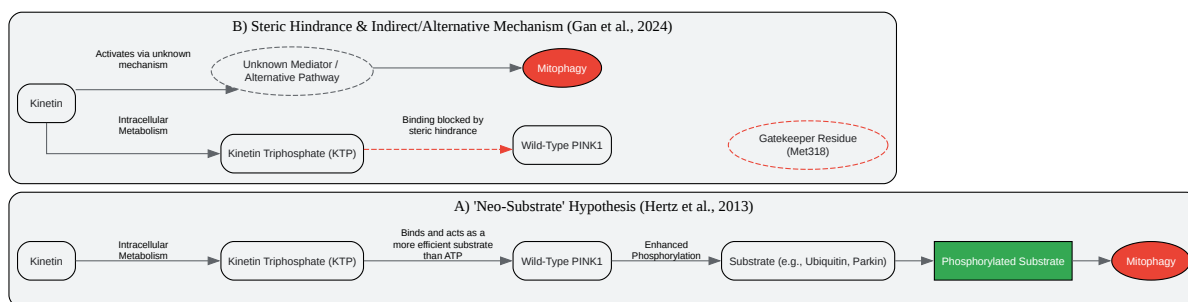 B) Steric Hindrance & Indirect/Alternative Mechanism (Gan et al., 2024)
Activates via unknown
mechanism
Unknown Mediator /
Alternative Pathway
Mitophagy
Kinetin
Intracellular
Metabolism
Kinetin Triphosphate (KTP)
Binding blocked by
steric hindrance
Wild-Type PINK1
Gatekeeper Residue
(Met318)
A) 'Neo-Substrate' Hypothesis (Hertz et al., 2013)
Kinetin
Intracellular
Metabolism
Kinetin Triphosphate (KTP)
Binds and acts as a
more efficient substrate
than ATP
Wild-Type PINK1
Enhanced
Phosphorylation
Substrate (e.g., Ubiquitin, Parkin)
Phosphorylated Substrate
Mitophagy